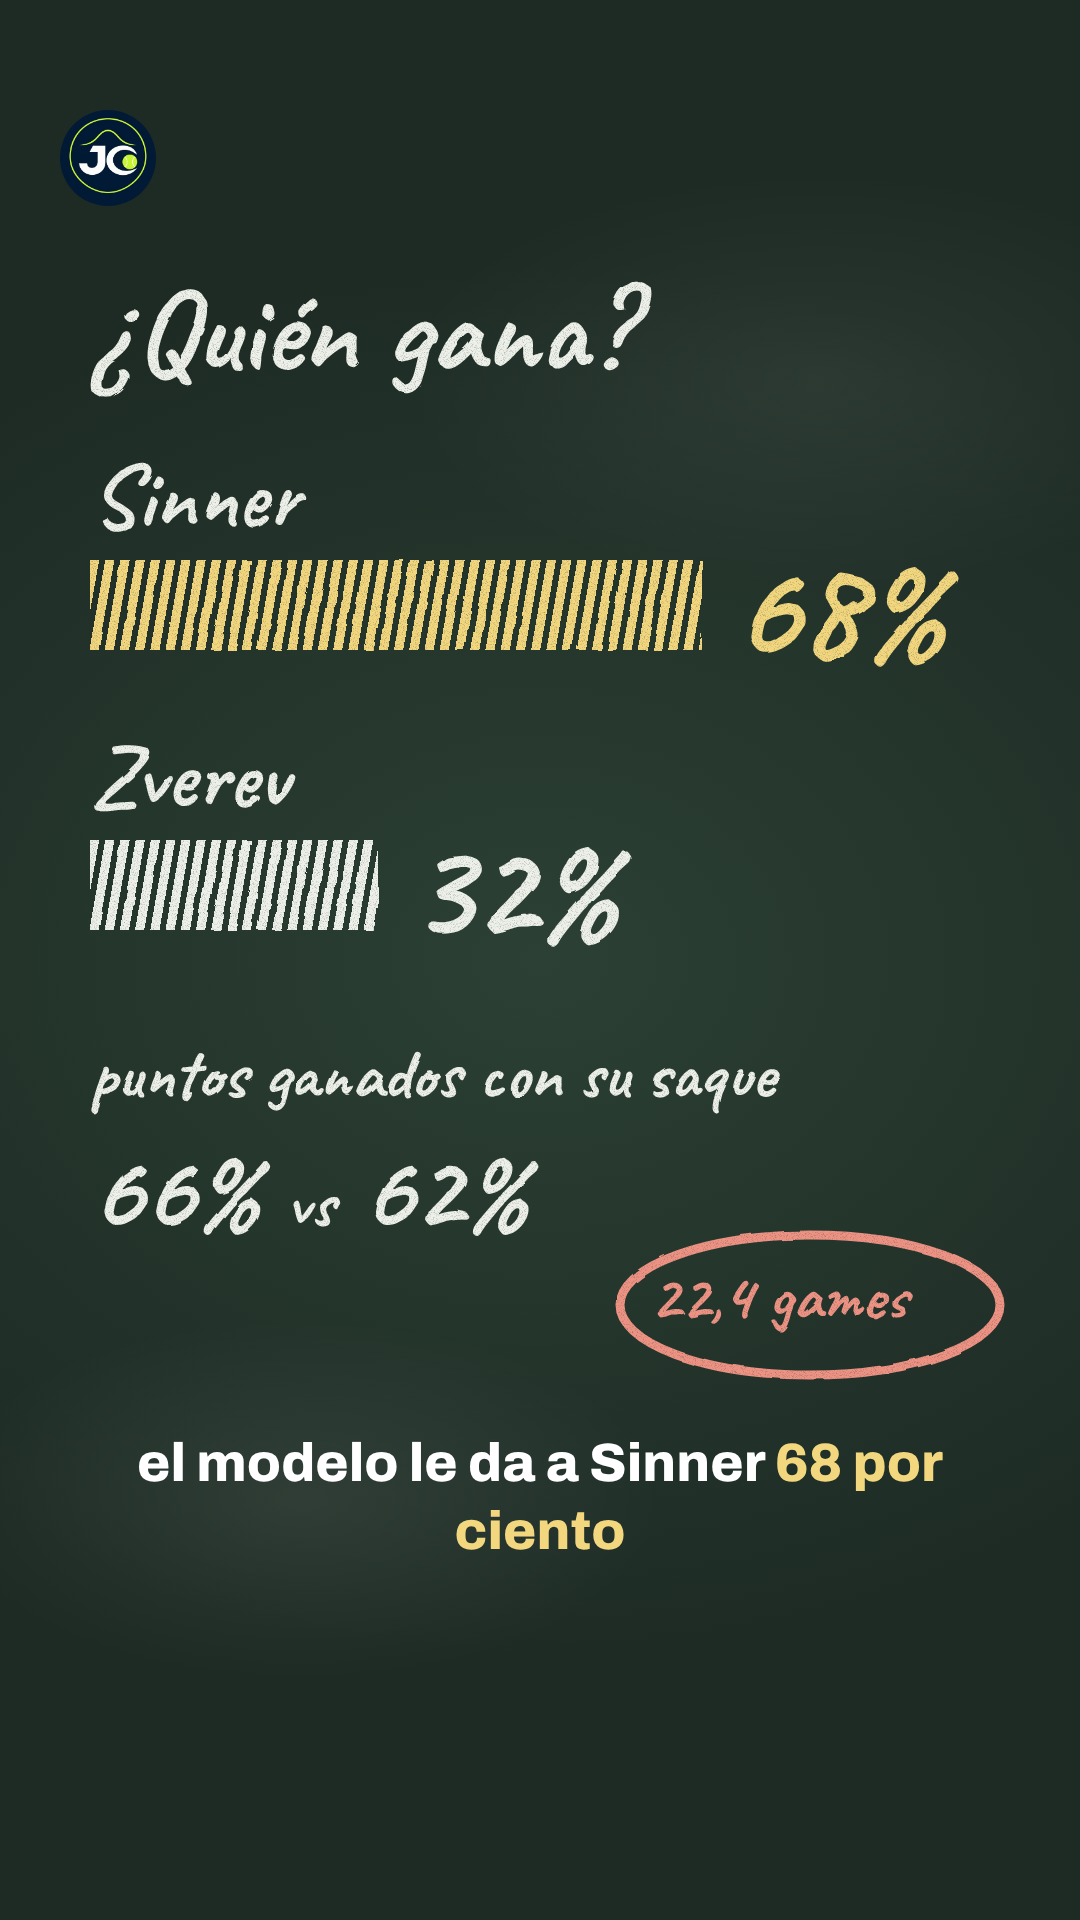 JC
¿Quién gana?
Sinner
68%
Zverev
32%
puntos ganados con su saque
66% vs 62%
22,4 games
el modelo le da a Sinner 68 por
ciento